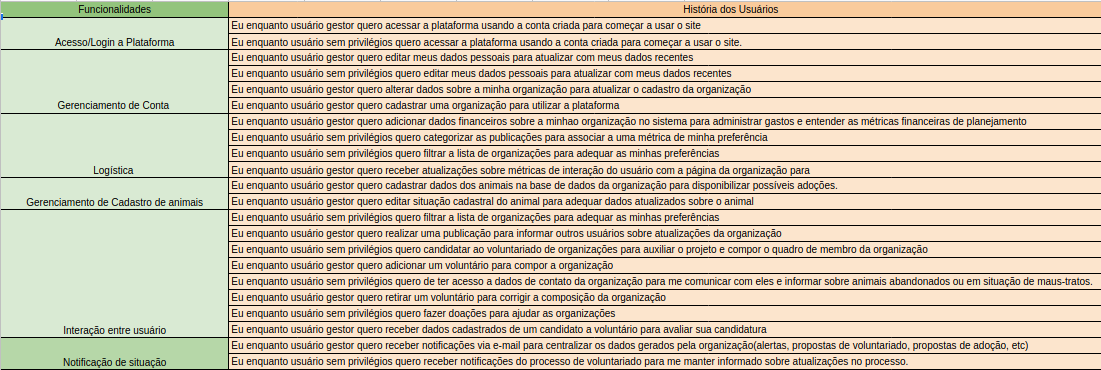 Funcionalidades
História dos Usuários
Acesso/Login a Plataforma
Eu enquanto usuário gestor quero acessar a plataforma usando a conta criada para começar a usar o site
Eu enquanto usuário sem privilégios quero acessar a plataforma usando a conta criada para começar a usar o site.
Gerenciamento de Conta
Eu enquanto usuário gestor quero editar meus dados pessoais para atualizar com meus dados recentes
Eu enquanto usuário sem privilégios quero editar meus dados pessoais para atualizar com meus dados recentes
Eu enquanto usuário gestor quero alterar dados sobre a minha organização para atualizar o cadastro da organização
Eu enquanto usuário gestor quero cadastrar uma organização para utilizar a plataforma
Logística
Eu enquanto usuário gestor quero adicionar dados financeiros sobre a minhao organização no sistema para administrar gastos e entender as métricas financeiras de planejamento
Eu enquanto usuário sem privilégios quero categorizar as publicações para associar a uma métrica de minha preferência
Eu enquanto usuário sem privilégios quero filtrar a lista de organizações para adequar as minhas preferências
Eu enquanto usuário gestor quero receber atualizações sobre métricas de interação do usuário com a página da organização para
Gerenciamento de Cadastro de animais
Eu enquanto usuário gestor quero cadastrar dados dos animais na base de dados da organização para disponibilizar possíveis adoções.
Eu enquanto usuário gestor quero editar situação cadastral do animal para adequar dados atualizados sobre o animal
Interação entre usuário
Eu enquanto usuário sem privilégios quero filtrar a lista de organizações para adequar as minhas preferências
Eu enquanto usuário gestor quero realizar uma publicação para informar outros usuários sobre atualizações da organização
Eu enquanto usuário sem privilégios quero candidatar ao voluntariado de organizações para auxiliar o projeto e compor o quadro de membro da organização
Eu enquanto usuário gestor quero adicionar um voluntário para compor a organização
Eu enquanto usuário sem privilégios quero de ter acesso a dados de contato da organização para me comunicar com eles e informar sobre animais abandonados ou em situação de maus-tratos.
Eu enquanto usuário gestor quero retirar um voluntário para corrigir a composição da organização
Eu enquanto usuário sem privilégios quero fazer doações para ajudar as organizações
Eu enquanto usuário gestor quero receber dados cadastrados de um candidato a voluntário para avaliar sua candidatura
Notificação de situação
Eu enquanto usuário gestor quero receber notificações via e-mail para centralizar os dados gerados pela organização(alertas, propostas de voluntariado, propostas de adoção, etc)
Eu enquanto usuário sem privilégios quero receber notificações do processo de voluntariado para me manter informado sobre atualizações no processo.